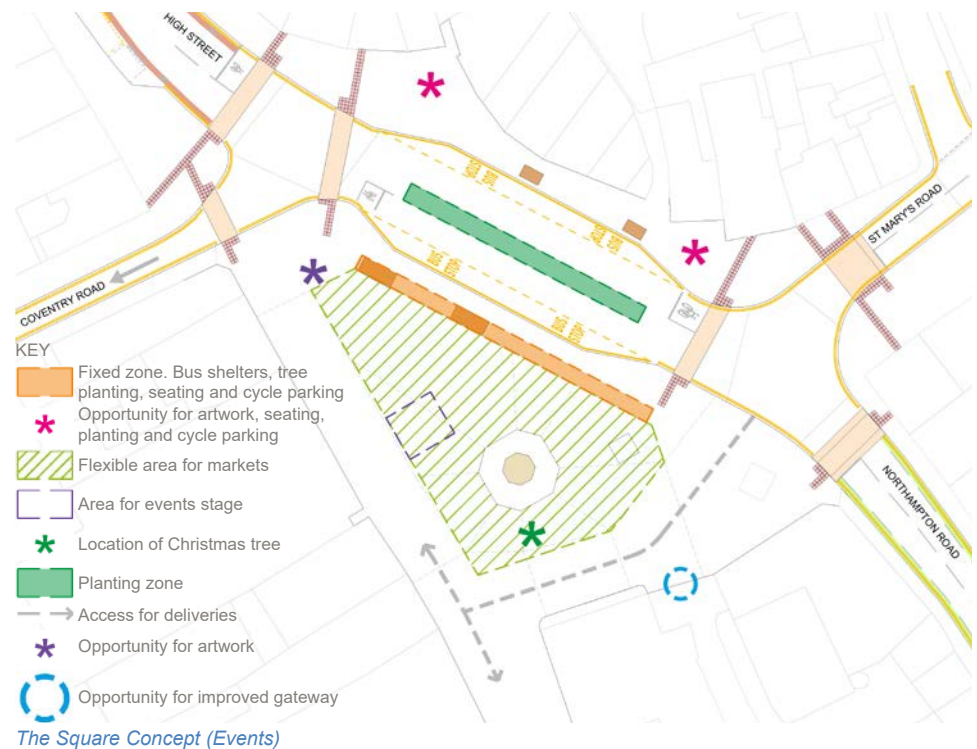 HIGH STREET
BUS STOP
BUS STOP
ST MARY'S ROAD
BUS STOP
BUS STOP
COVENTRY ROAD
NORTHAMPTON ROAD
KEY
Fixed zone. Bus shelters, tree
planting, seating and cycle parking
Opportunity for artwork, seating,
planting and cycle parking
Flexible area for markets
Area for events stage
Location of Christmas tree
Planting zone
Access for deliveries
Opportunity for artwork
Opportunity for improved gateway
The Square Concept (Events)